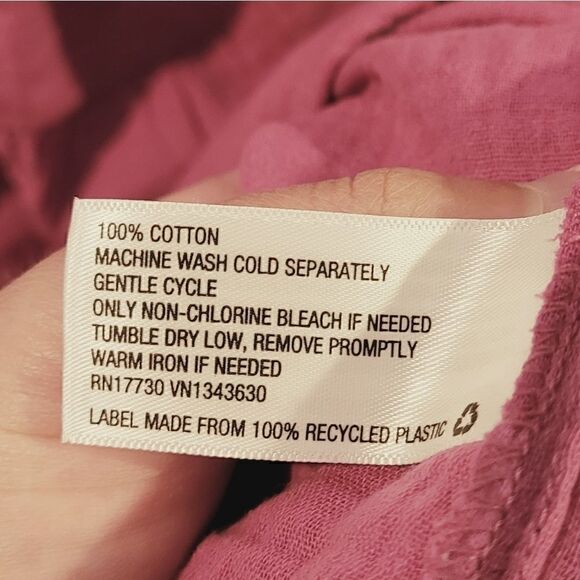 100% COTTON
MACHINE WASH COLD SEPARATELY
GENTLE CYCLE
ONLY NON-CHLORINE BLEACH IF NEEDED
TUMBLE DRY LOW, REMOVE PROMPTLY
WARM IRON IF NEEDED
RN17730 VN1343630
LABEL MADE FROM 100% RECYCLED PLASTIC